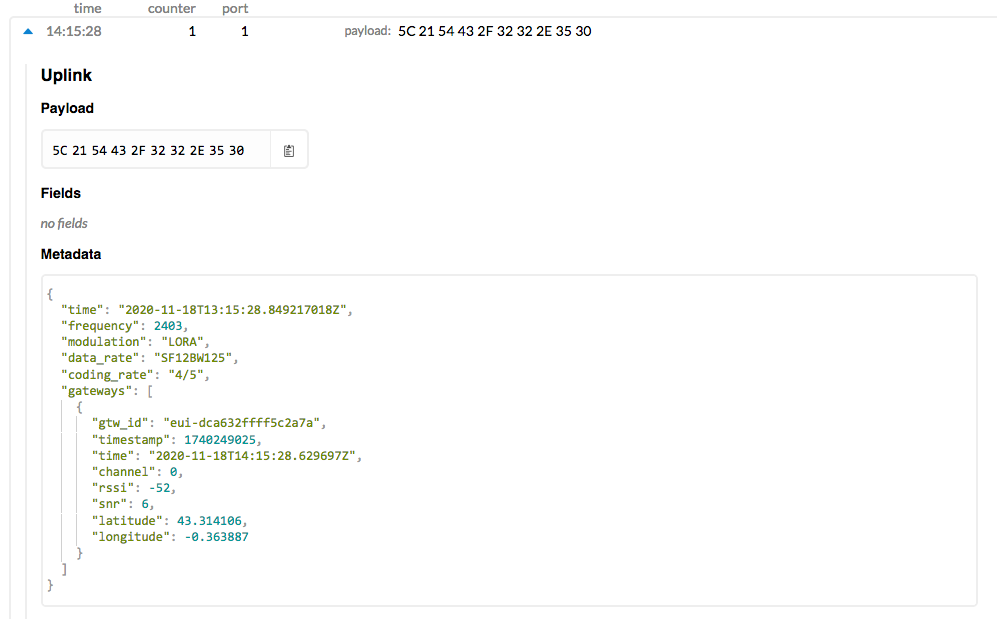 time counter port
14:15:28 1 1 payload: 5C 21 54 43 2F 32 32 2E 35 30
Uplink
Payload
5C 21 54 43 2F 32 32 2E 35 30
Fields
no fields
Metadata
{
"time": "2020-11-18T13:15:28.849217018Z",
"frequency": 2403,
"modulation": "LORA",
"data_rate": "SF12BW125",
"coding_rate": "4/5",
"gateways": [
{
"gtw_id": "eui-dca632ffff5c2a7a",
"timestamp": 1740249025,
"time": "2020-11-18T14:15:28.629697Z",
"channel": 0,
"rssi": -52,
"snr": 6,
"latitude": 43.314106,
"longitude": -0.363887
}
]
}